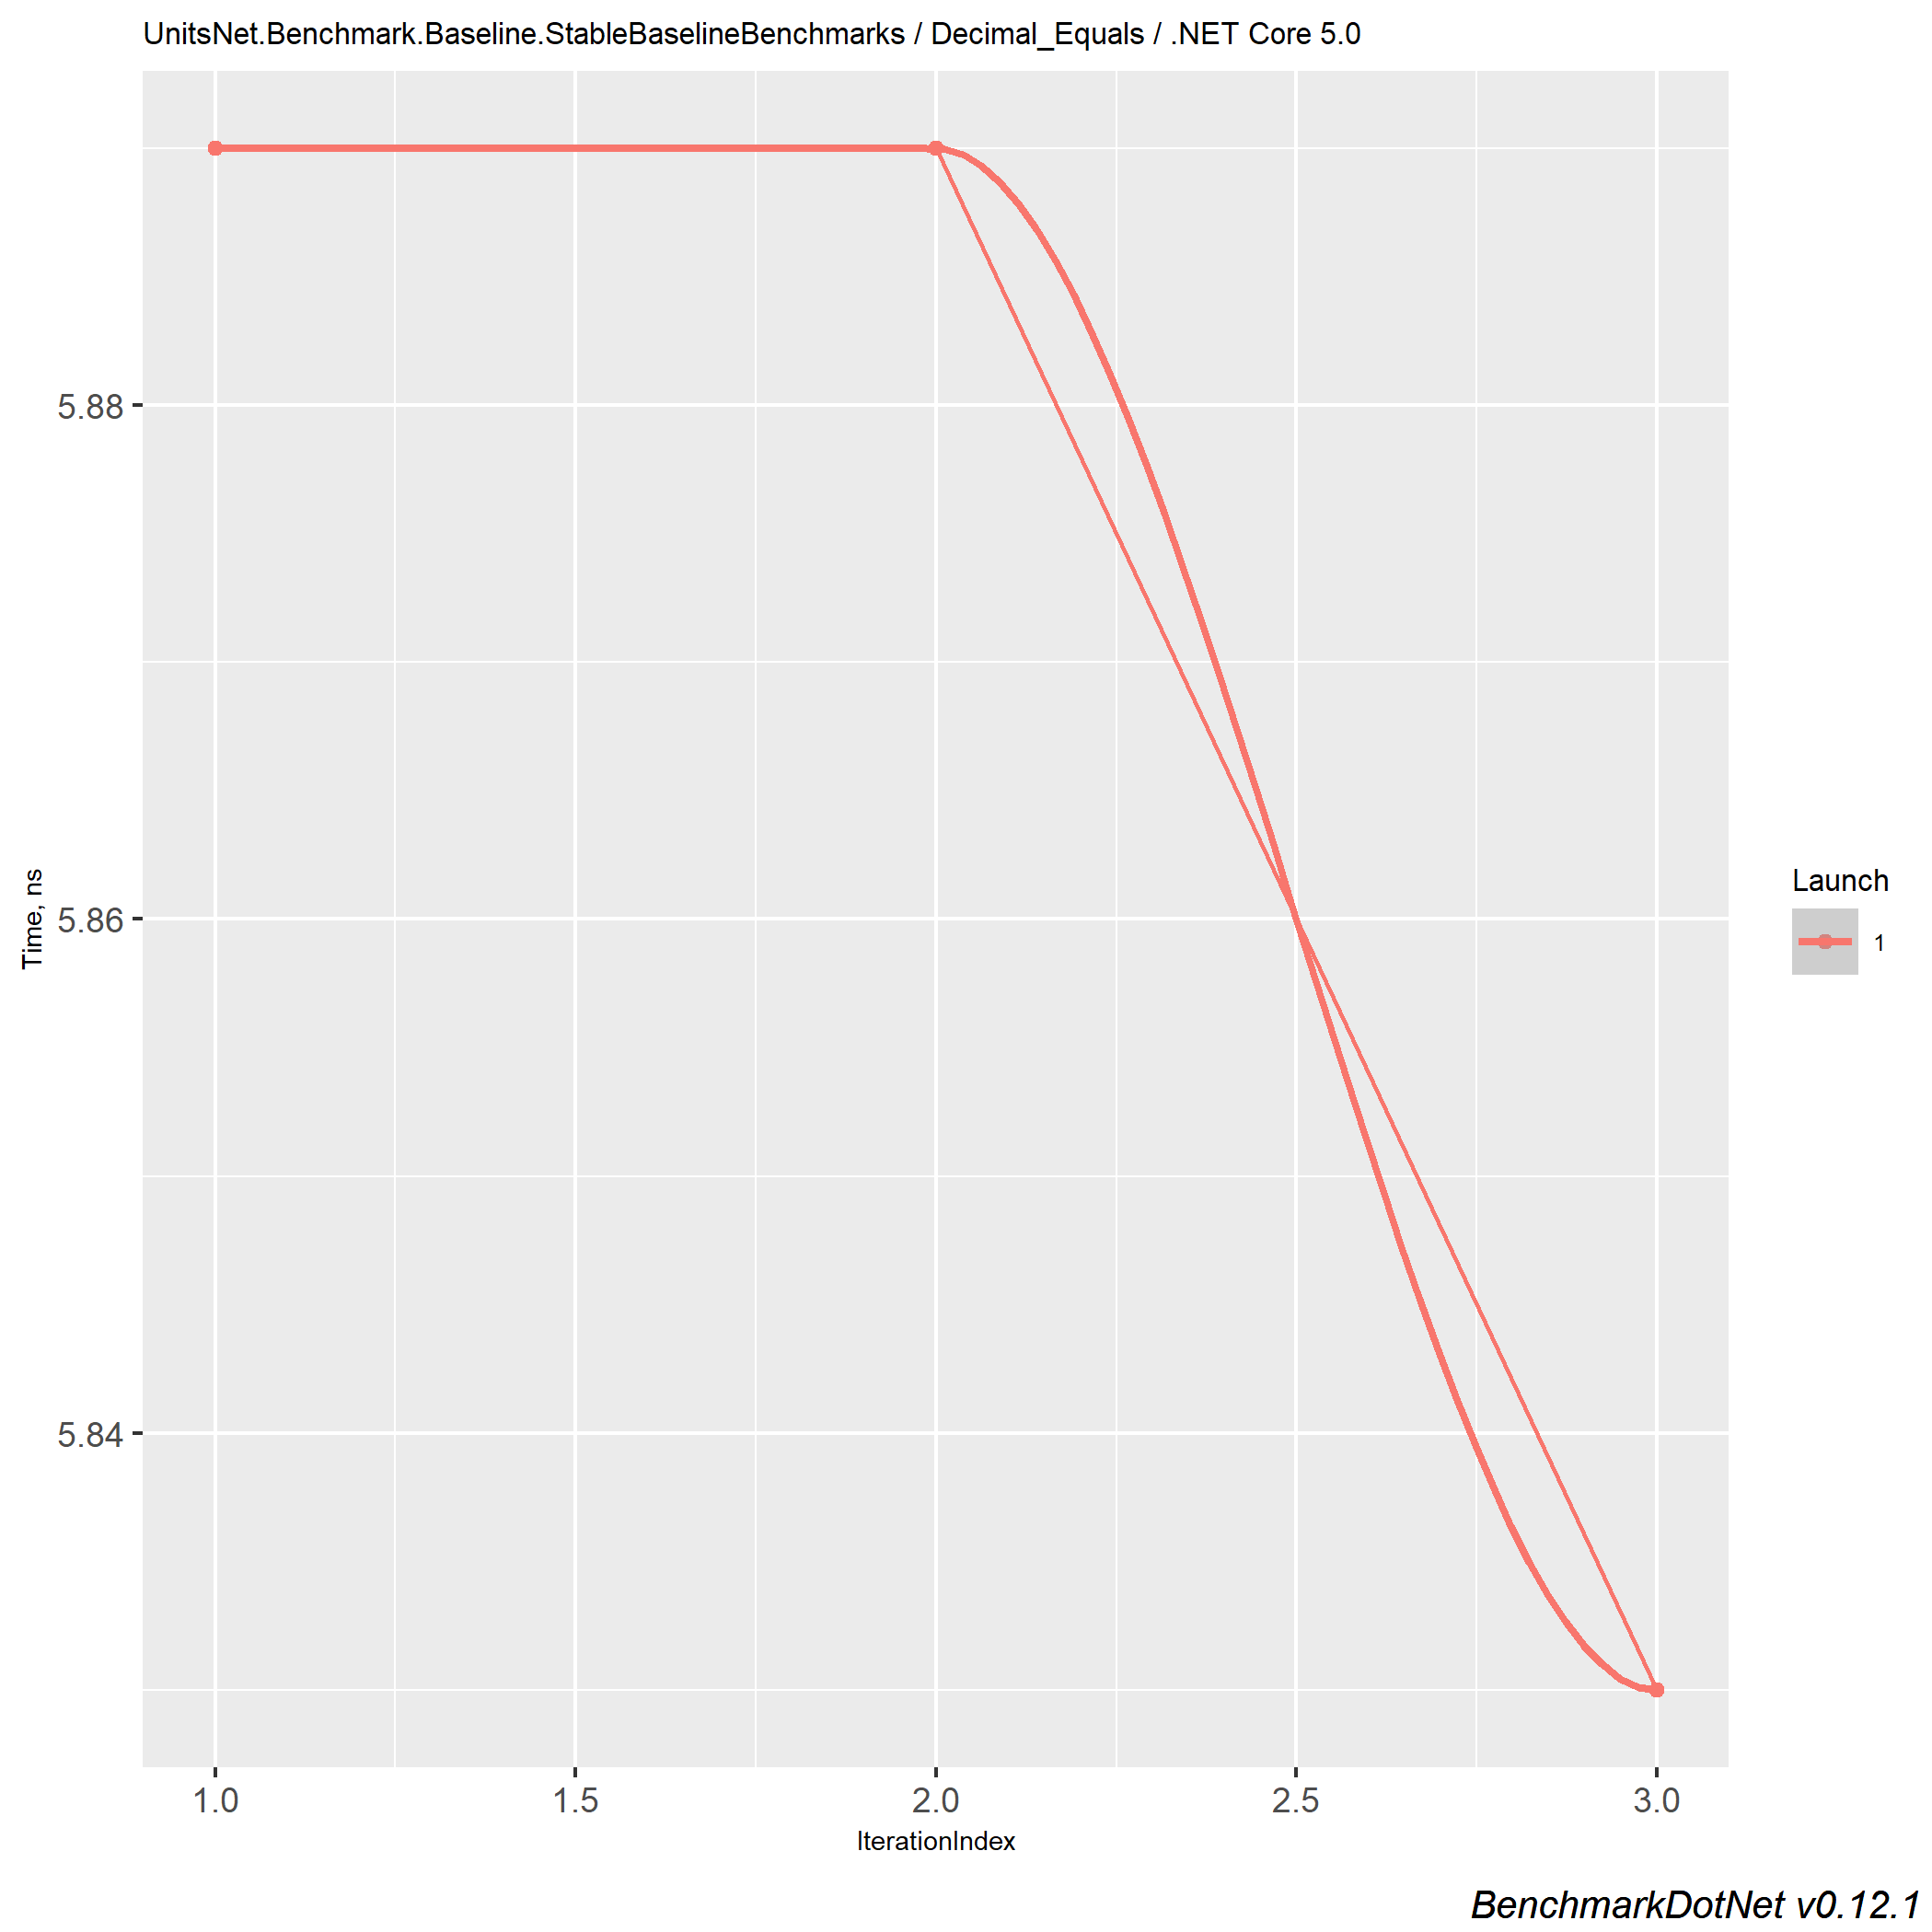 UnitsNet.Benchmark.Baseline.StableBaselineBenchmarks / Decimal_Equals / .NET Core 5.0
5.88
5.86
5.84
Time, ns
1.0 1.5 2.0 2.5 3.0
IterationIndex
Launch
1
BenchmarkDotNet v0.12.1